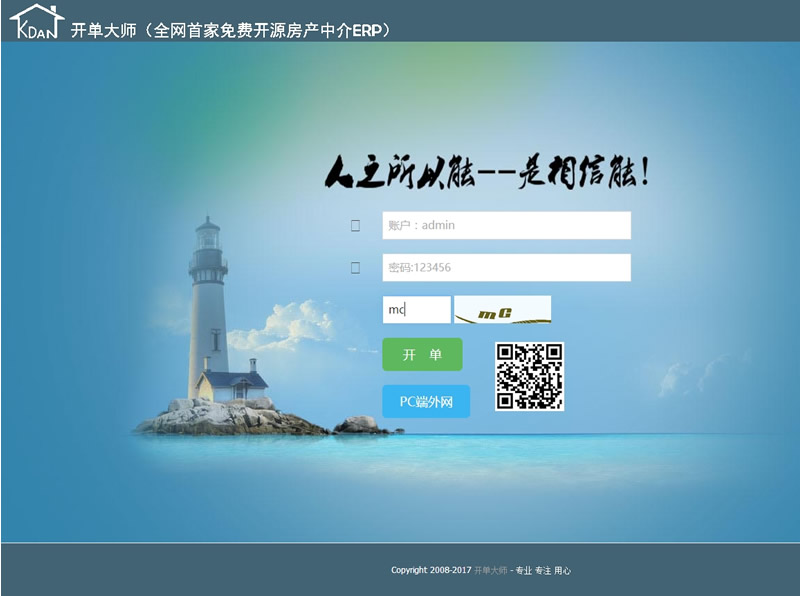 KDAN 开单大师（全网首家免费开源房产中介ERP）
人之所以能--是相信能！
账户：admin
密码:123456
mc
mC
开 单
PC端外网
Copyright 2008-2017 开单大师 - 专业 专注 用心